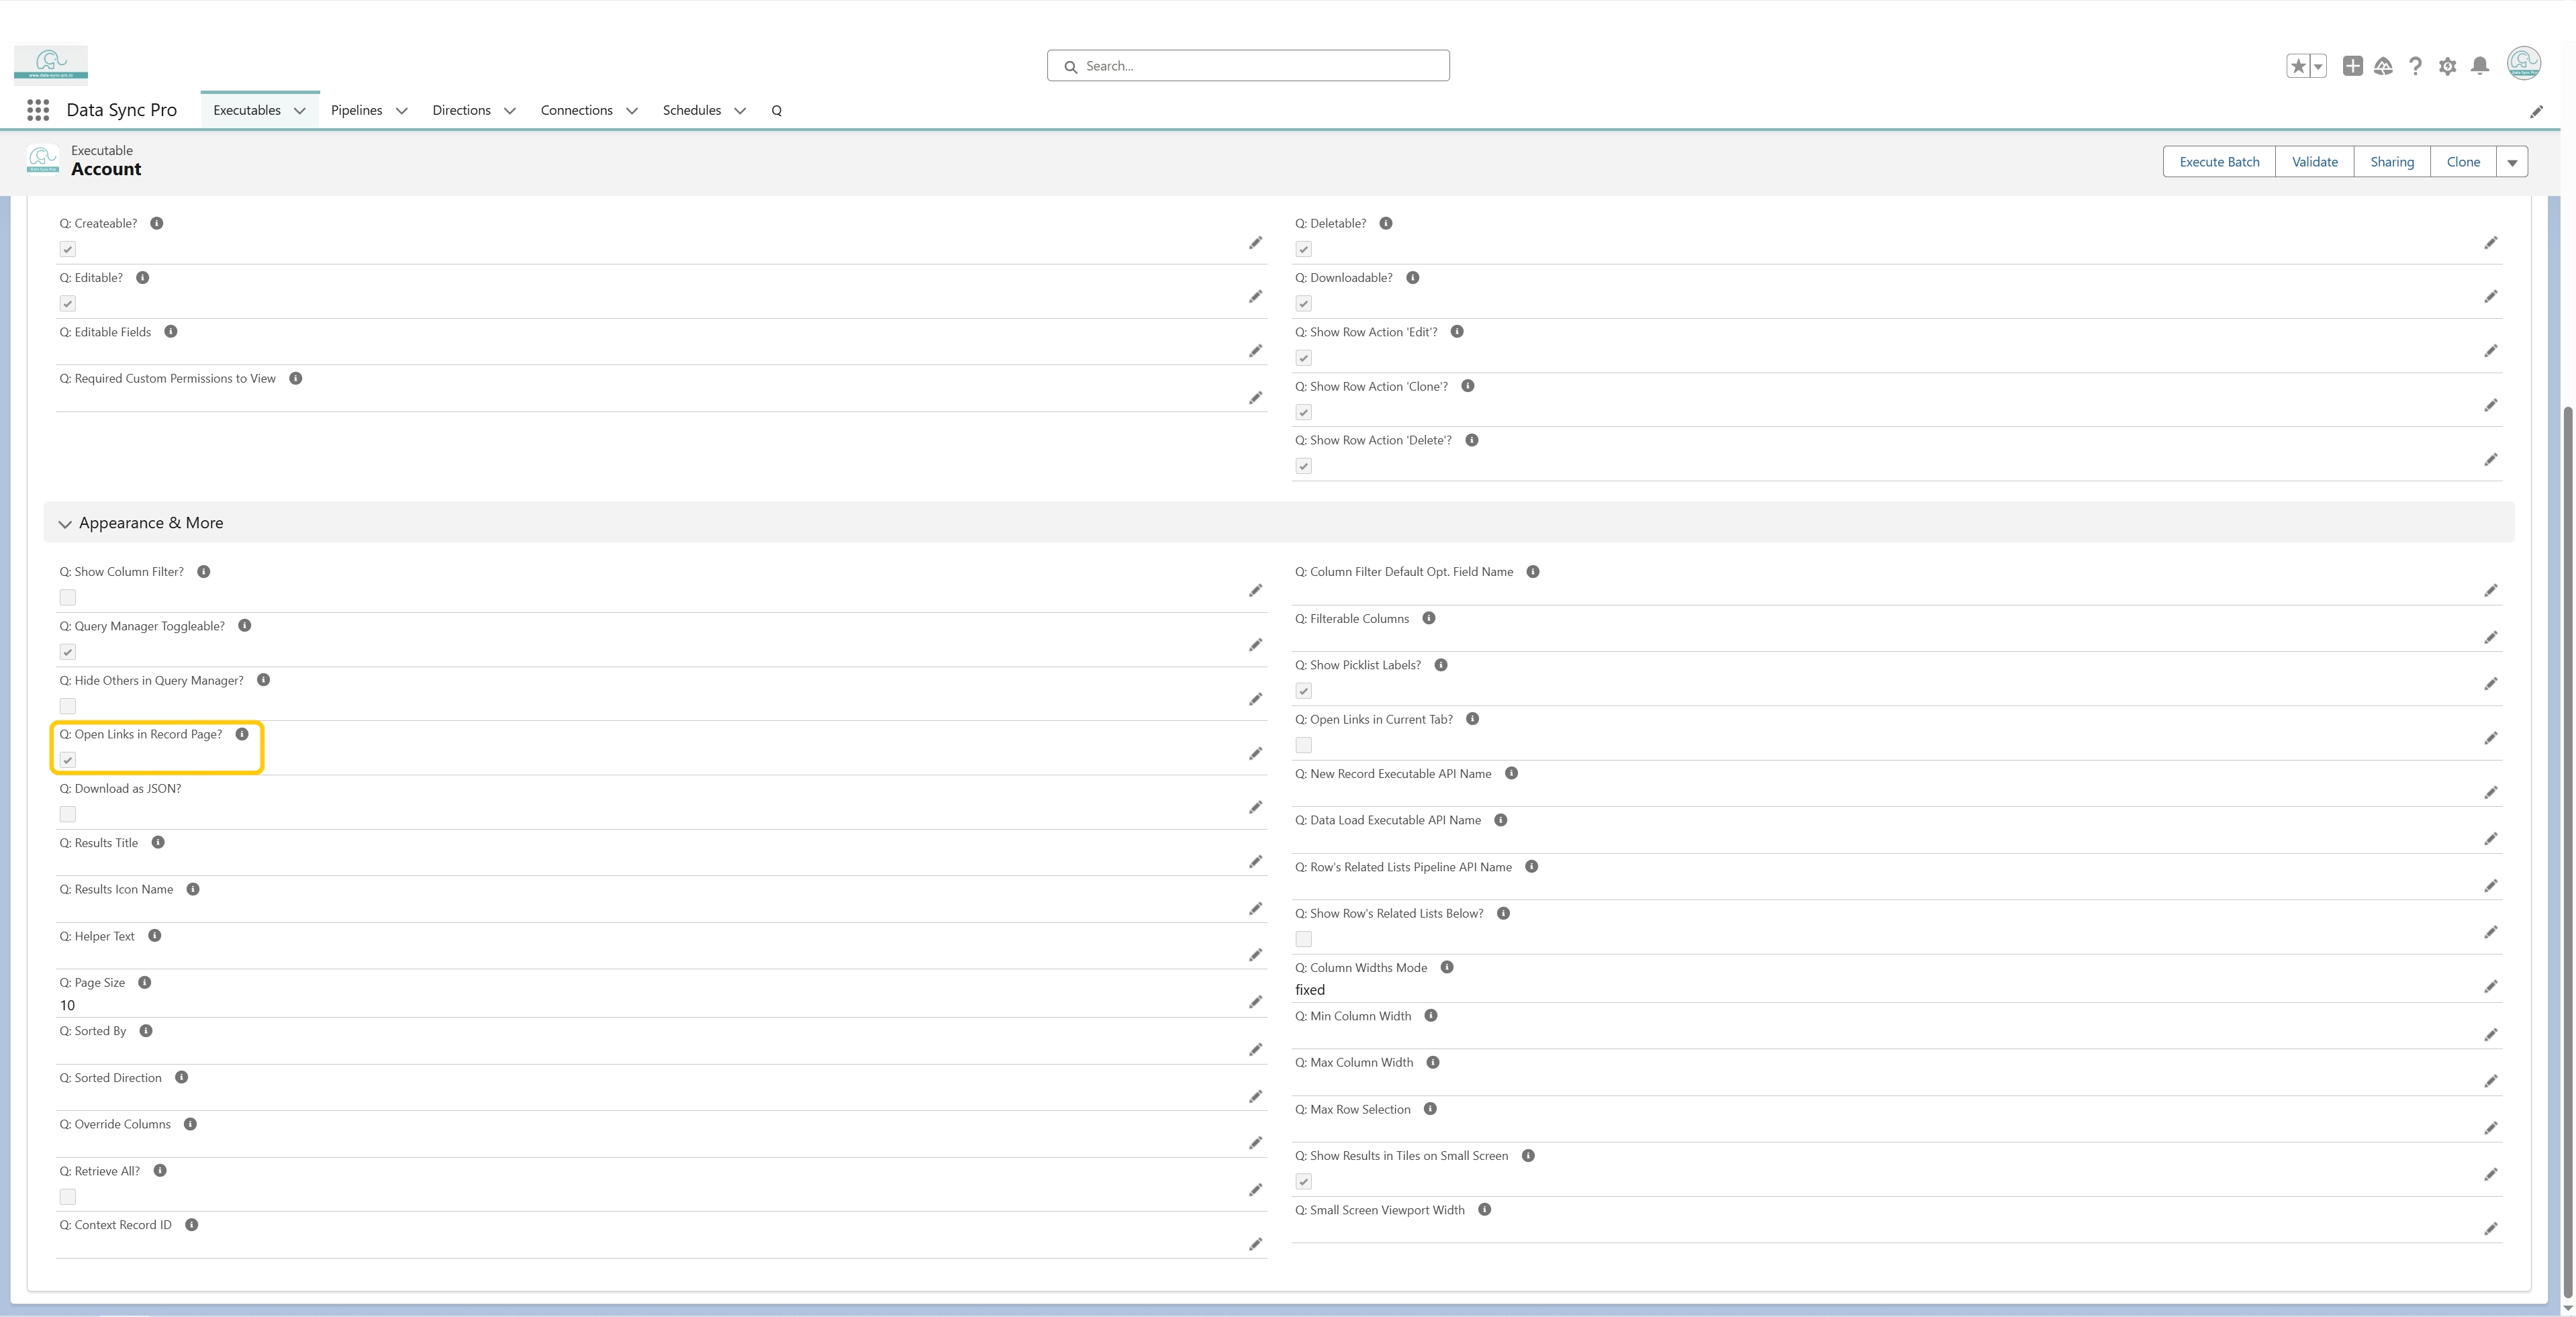 www.data-sync-pro.io
Search...
Data Sync Pro
Executables
Pipelines
Directions
Connections
Schedules
Q
Executable
Account
Execute Batch
Validate
Sharing
Clone
Q: Createable?
Q: Deletable?
Q: Editable?
Q: Downloadable?
Q: Editable Fields
Q: Show Row Action 'Edit'?
Q: Required Custom Permissions to View
Q: Show Row Action 'Clone'?
Q: Show Row Action 'Delete'?
Appearance & More
Q: Show Column Filter?
Q: Column Filter Default Opt. Field Name
Q: Query Manager Toggleable?
Q: Filterable Columns
Q: Hide Others in Query Manager?
Q: Show Picklist Labels?
Q: Open Links in Record Page?
Q: Open Links in Current Tab?
Q: Download as JSON?
Q: New Record Executable API Name
Q: Results Title
Q: Data Load Executable API Name
Q: Results Icon Name
Q: Row's Related Lists Pipeline API Name
Q: Helper Text
Q: Show Row's Related Lists Below?
Q: Page Size
10
Q: Column Widths Mode
fixed
Q: Sorted By
Q: Min Column Width
Q: Sorted Direction
Q: Max Column Width
Q: Override Columns
Q: Max Row Selection
Q: Retrieve All?
Q: Show Results in Tiles on Small Screen
Q: Context Record ID
Q: Small Screen Viewport Width